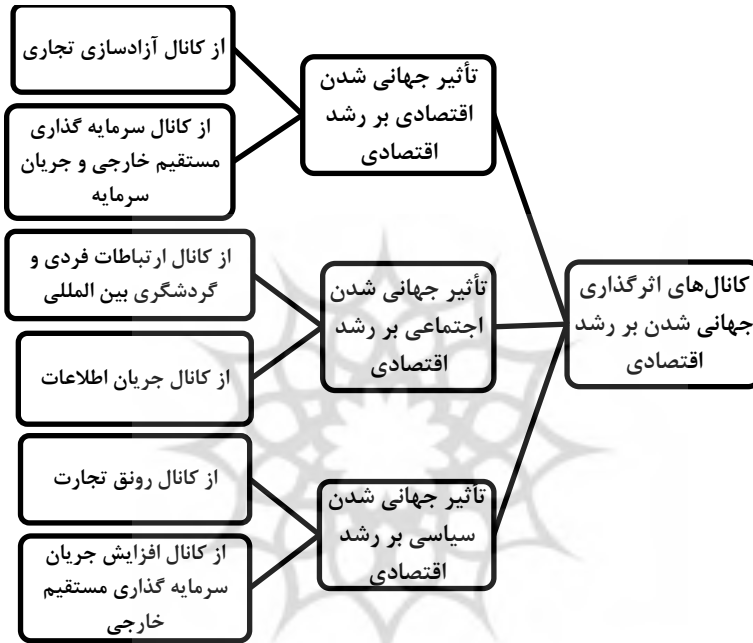 کانال‌های اثرگذاری
جهانی شدن بر رشد
اقتصادی
تأثیر جهانی شدن
اقتصادی بر رشد
اقتصادی
از کانال آزادسازی تجاری
از کانال سرمایه گذاری
مستقیم خارجی و جریان
سرمایه
تأثیر جهانی شدن
اجتماعی بر رشد
اقتصادی
از کانال ارتباطات فردی و
گردشگری بین المللی
از کانال جریان اطلاعات
تأثیر جهانی شدن
سیاسی بر رشد
اقتصادی
از کانال رونق تجارت
از کانال افزایش جریان
سرمایه گذاری مستقیم
خارجی